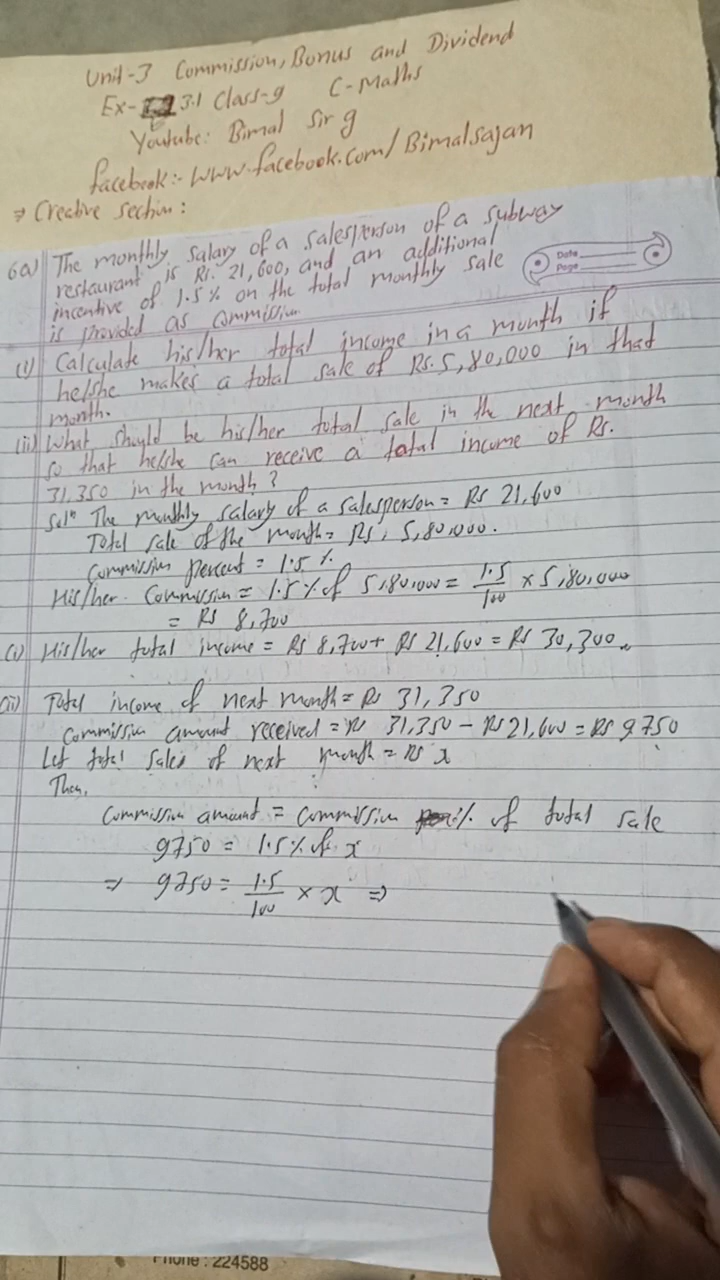 Unit-3 Commission, Bonus and Dividend
Ex- 3.1 Class-9 C-Maths
Youtube: Bimal Sir g
facebook:- www.facebook.com/Bimalsajan
⇒ Creative section:
6a) The monthly salary of a salesperson of a subway
restaurant is Rs. 21,600, and an additional
incentive of 1.5% on the total monthly sale
is provided as commission
Date
Page
(i) Calculate his/her total income in a month if
he/she makes a total sale of Rs. 5,80,000 in that
month.
(ii) What should be his/her total sale in the next month
so that he/she can receive a total income of Rs.
31,350 in the month?
Solⁿ The monthly salary of a salesperson = Rs 21,600
Total sale of the month = Rs, 5,80,000.
Commission percent = 1.5 %
His/her Commission = 1.5% of 5,80,000 = 1.5/100 × 5,80,000
= Rs 8,700
(i) His/her total income = Rs 8,700 + Rs 21,600 = Rs 30,300
(ii) Total income of next month = Rs 31,350
Commission amount received = Rs 31,350 - Rs 21,600 = Rs 9750
Let total sales of next month = Rs x
Then,
Commission amount = Commission % of total sale
9750 = 1.5% of x
⇒ 9750 = 1.5/100 × x ⇒
Phone : 224588